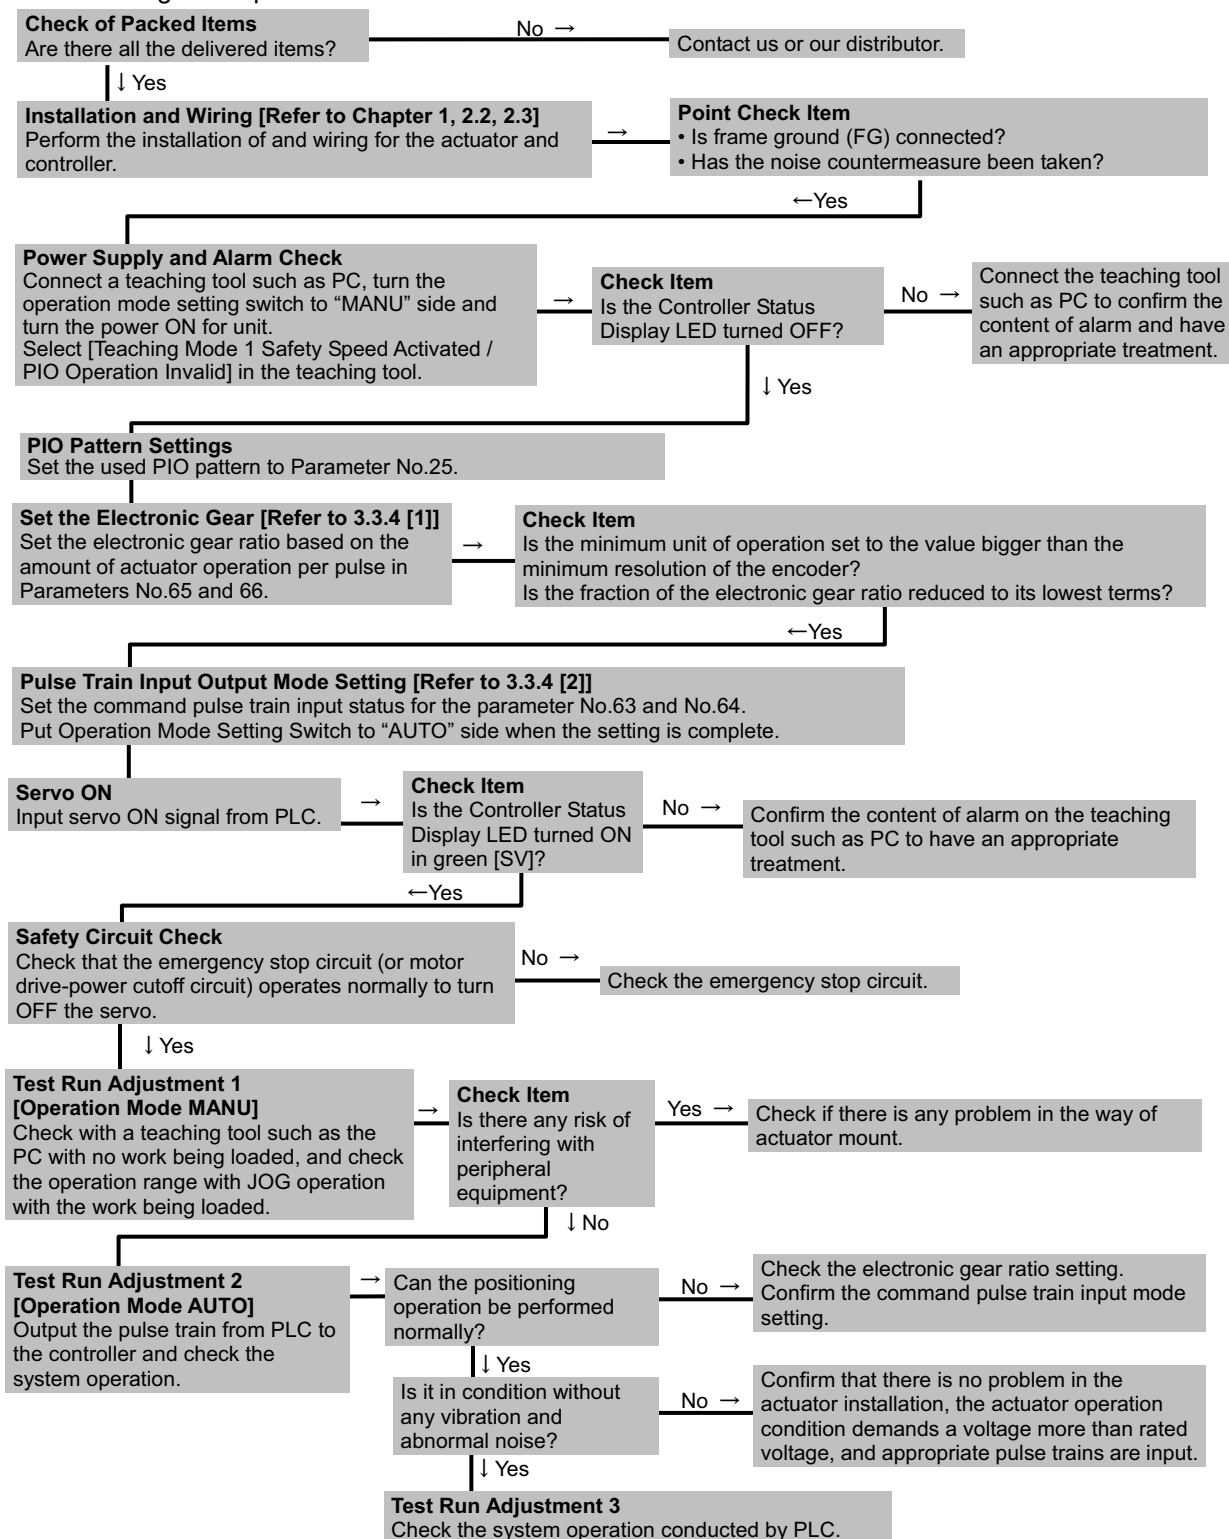 Check of Packed Items
Are there all the delivered items?
No →
Contact us or our distributor.
↓ Yes
Installation and Wiring [Refer to Chapter 1, 2.2, 2.3]
Perform the installation of and wiring for the actuator and
controller.
→
Point Check Item
• Is frame ground (FG) connected?
• Has the noise countermeasure been taken?
←Yes
Power Supply and Alarm Check
Connect a teaching tool such as PC, turn the
operation mode setting switch to “MANU” side and
turn the power ON for unit.
Select [Teaching Mode 1 Safety Speed Activated /
PIO Operation Invalid] in the teaching tool.
→
Check Item
Is the Controller Status
Display LED turned OFF?
No →
Connect the teaching tool
such as PC to confirm the
content of alarm and have
an appropriate treatment.
↓ Yes
PIO Pattern Settings
Set the used PIO pattern to Parameter No.25.
Set the Electronic Gear [Refer to 3.3.4 [1]]
Set the electronic gear ratio based on the
amount of actuator operation per pulse in
Parameters No.65 and 66.
→
Check Item
Is the minimum unit of operation set to the value bigger than the
minimum resolution of the encoder?
Is the fraction of the electronic gear ratio reduced to its lowest terms?
←Yes
Pulse Train Input Output Mode Setting [Refer to 3.3.4 [2]]
Set the command pulse train input status for the parameter No.63 and No.64.
Put Operation Mode Setting Switch to “AUTO” side when the setting is complete.
Servo ON
Input servo ON signal from PLC.
→
Check Item
Is the Controller Status
Display LED turned ON
in green [SV]?
No →
Confirm the content of alarm on the teaching
tool such as PC to have an appropriate
treatment.
←Yes
Safety Circuit Check
Check that the emergency stop circuit (or motor
drive-power cutoff circuit) operates normally to turn
OFF the servo.
No →
Check the emergency stop circuit.
↓ Yes
Test Run Adjustment 1
[Operation Mode MANU]
Check with a teaching tool such as the
PC with no work being loaded, and check
the operation range with JOG operation
with the work being loaded.
→
Check Item
Is there any risk of
interfering with
peripheral
equipment?
Yes →
Check if there is any problem in the way of
actuator mount.
↓ No
Test Run Adjustment 2
[Operation Mode AUTO]
Output the pulse train from PLC to
the controller and check the
system operation.
→
Can the positioning
operation be performed
normally?
No →
Check the electronic gear ratio setting.
Confirm the command pulse train input mode
setting.
↓ Yes
Is it in condition without
any vibration and
abnormal noise?
No →
Confirm that there is no problem in the
actuator installation, the actuator operation
condition demands a voltage more than rated
voltage, and appropriate pulse trains are input.
↓ Yes
Test Run Adjustment 3
Check the system operation conducted by PLC.